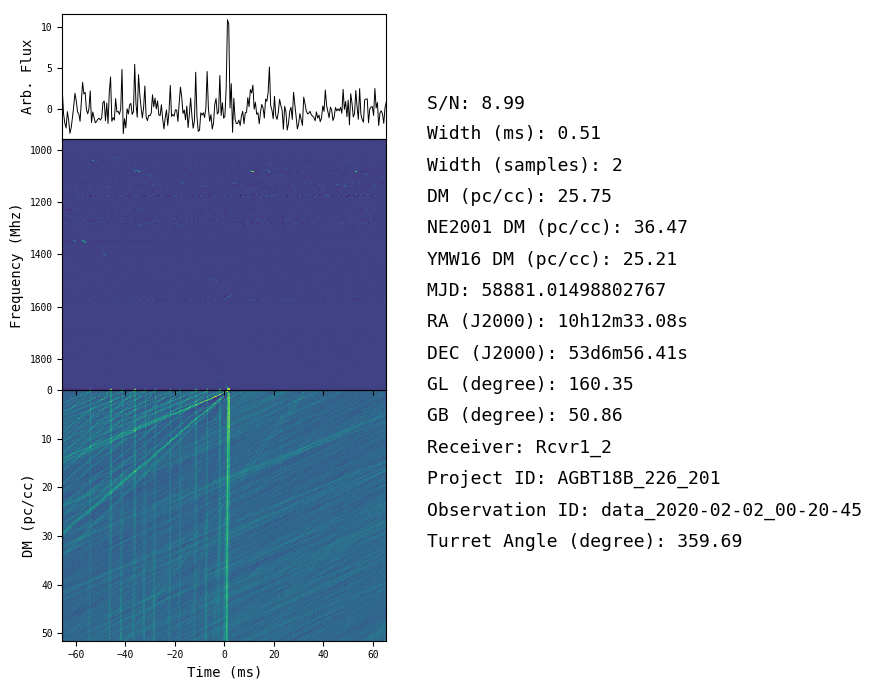 10
5
0
Arb. Flux
1000
1200
1400
1600
1800
Frequency (Mhz)
0
10
20
30
40
50
DM (pc/cc)
−60
−40
−20
0
20
40
60
Time (ms)
S/N: 8.99
Width (ms): 0.51
Width (samples): 2
DM (pc/cc): 25.75
NE2001 DM (pc/cc): 36.47
YMW16 DM (pc/cc): 25.21
MJD: 58881.01498802767
RA (J2000): 10h12m33.08s
DEC (J2000): 53d6m56.41s
GL (degree): 160.35
GB (degree): 50.86
Receiver: Rcvr1_2
Project ID: AGBT18B_226_201
Observation ID: data_2020-02-02_00-20-45
Turret Angle (degree): 359.69